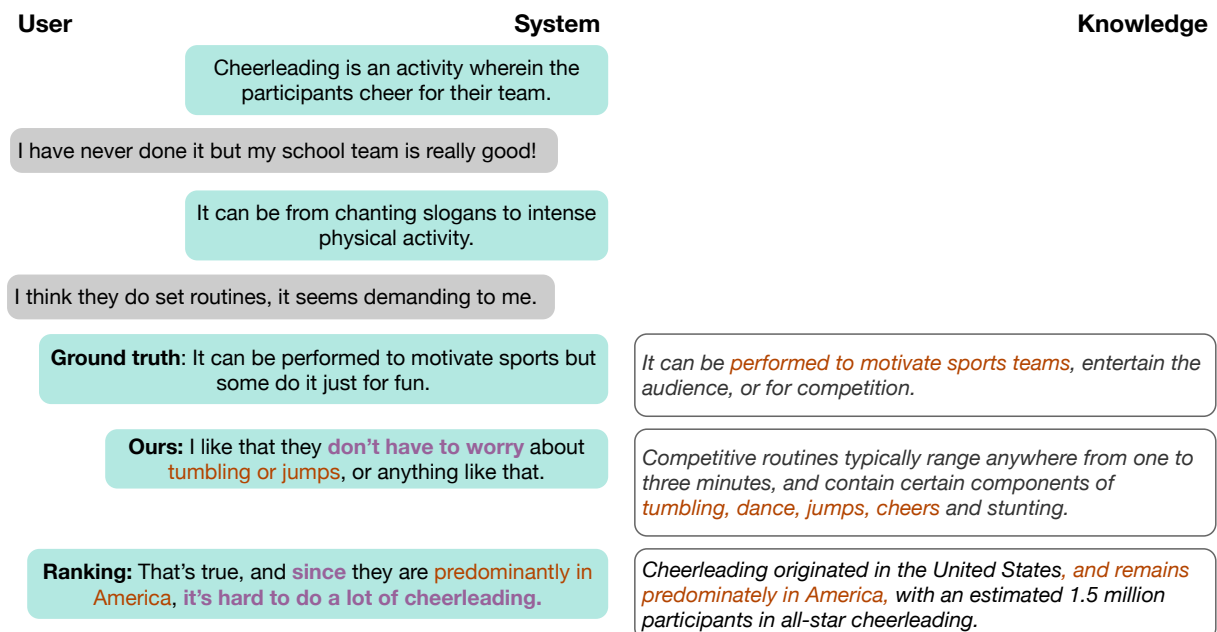 User System Knowledge
Cheerleading is an activity wherein the
participants cheer for their team.
I have never done it but my school team is really good!
It can be from chanting slogans to intense
physical activity.
I think they do set routines, it seems demanding to me.
Ground truth: It can be performed to motivate sports but
some do it just for fun.
It can be performed to motivate sports teams, entertain the
audience, or for competition.
Ours: I like that they don't have to worry about
tumbling or jumps, or anything like that.
Competitive routines typically range anywhere from one to
three minutes, and contain certain components of
tumbling, dance, jumps, cheers and stunting.
Ranking: That's true, and since they are predominantly in
America, it's hard to do a lot of cheerleading.
Cheerleading originated in the United States, and remains
predominately in America, with an estimated 1.5 million
participants in all-star cheerleading.